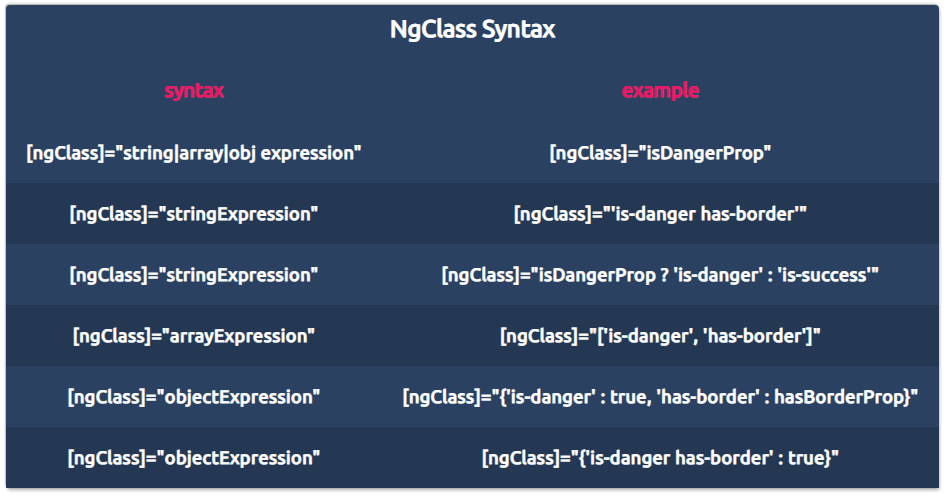 NgClass Syntax
syntax example
[ngClass]="string|array|obj expression" [ngClass]="isDangerProp"
[ngClass]="stringExpression" [ngClass]="'is-danger has-border'"
[ngClass]="stringExpression" [ngClass]="isDangerProp ? 'is-danger' : 'is-success'"
[ngClass]="arrayExpression" [ngClass]="['is-danger', 'has-border']"
[ngClass]="objectExpression" [ngClass]="{'is-danger' : true, 'has-border' : hasBorderProp}"
[ngClass]="objectExpression" [ngClass]="{'is-danger has-border' : true}"